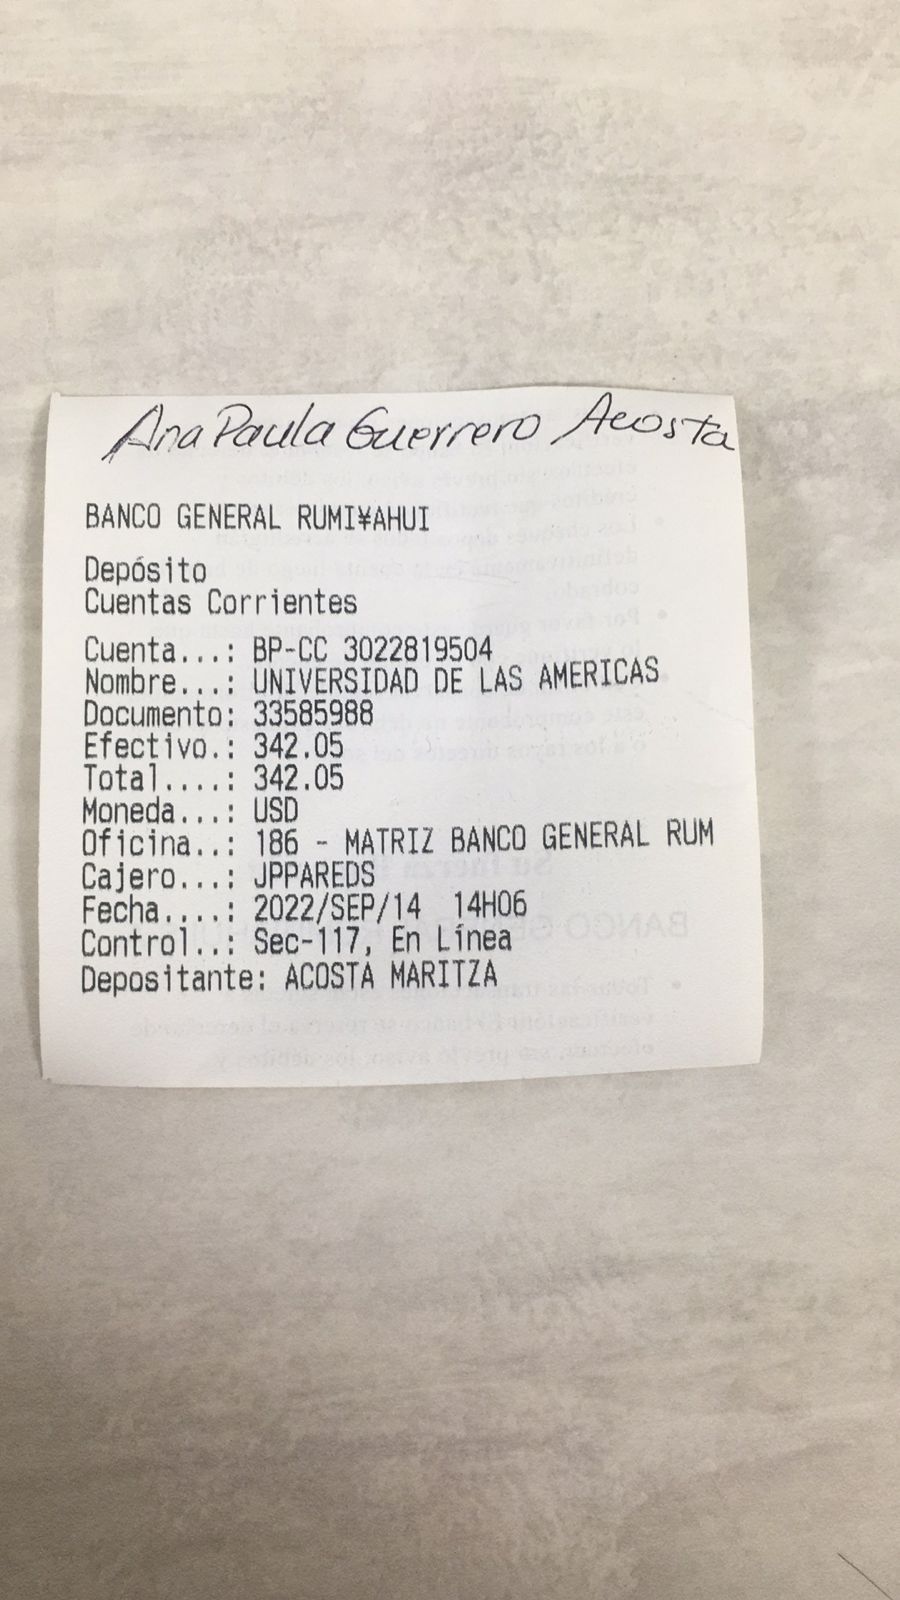 Ana Paula Guerrero Acosta
BANCO GENERAL RUMI¥AHUI
Depósito
Cuentas Corrientes
Cuenta...: BP-CC 3022819504
Nombre...: UNIVERSIDAD DE LAS AMERICAS
Documento: 33585988
Efectivo.: 342.05
Total....: 342.05
Moneda...: USD
Oficina..: 186 - MATRIZ BANCO GENERAL RUM
Cajero...: JPPAREDS
Fecha....: 2022/SEP/14  14H06
Control..: Sec-117, En Línea
Depositante: ACOSTA MARITZA